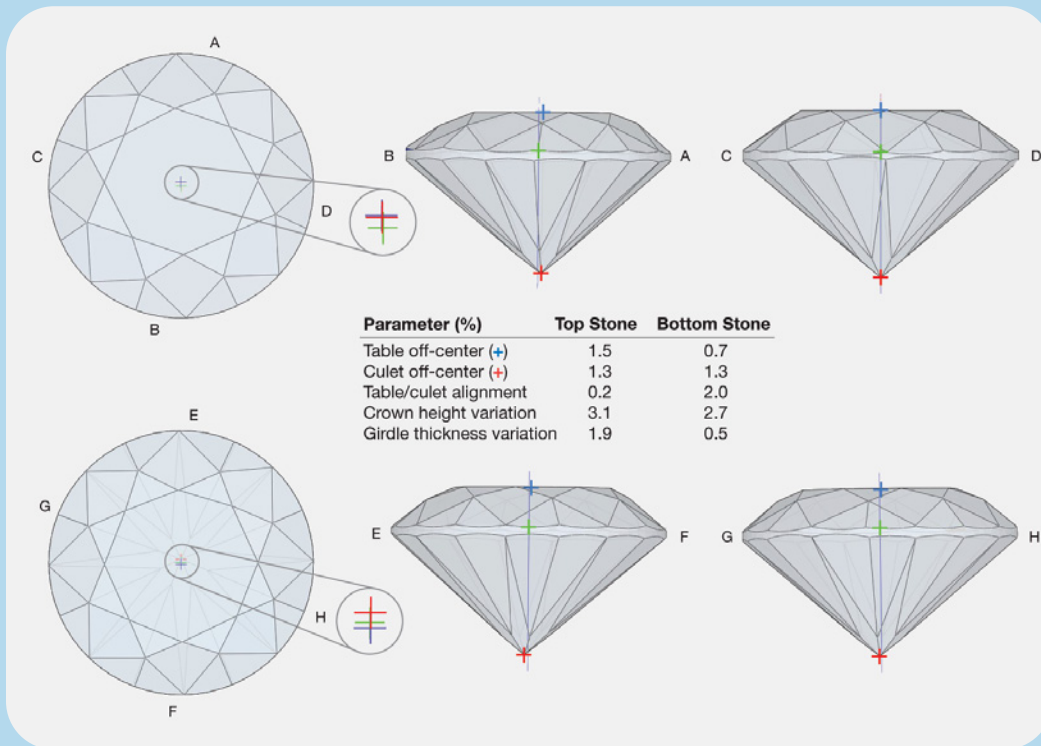 A
C
D
B
B
A
C
D
Parameter (%) Top Stone Bottom Stone
Table off-center (+) 1.5 0.7
Culet off-center (+) 1.3 1.3
Table/culet alignment 0.2 2.0
Crown height variation 3.1 2.7
Girdle thickness variation 1.9 0.5
E
G
H
F
E
F
G
H